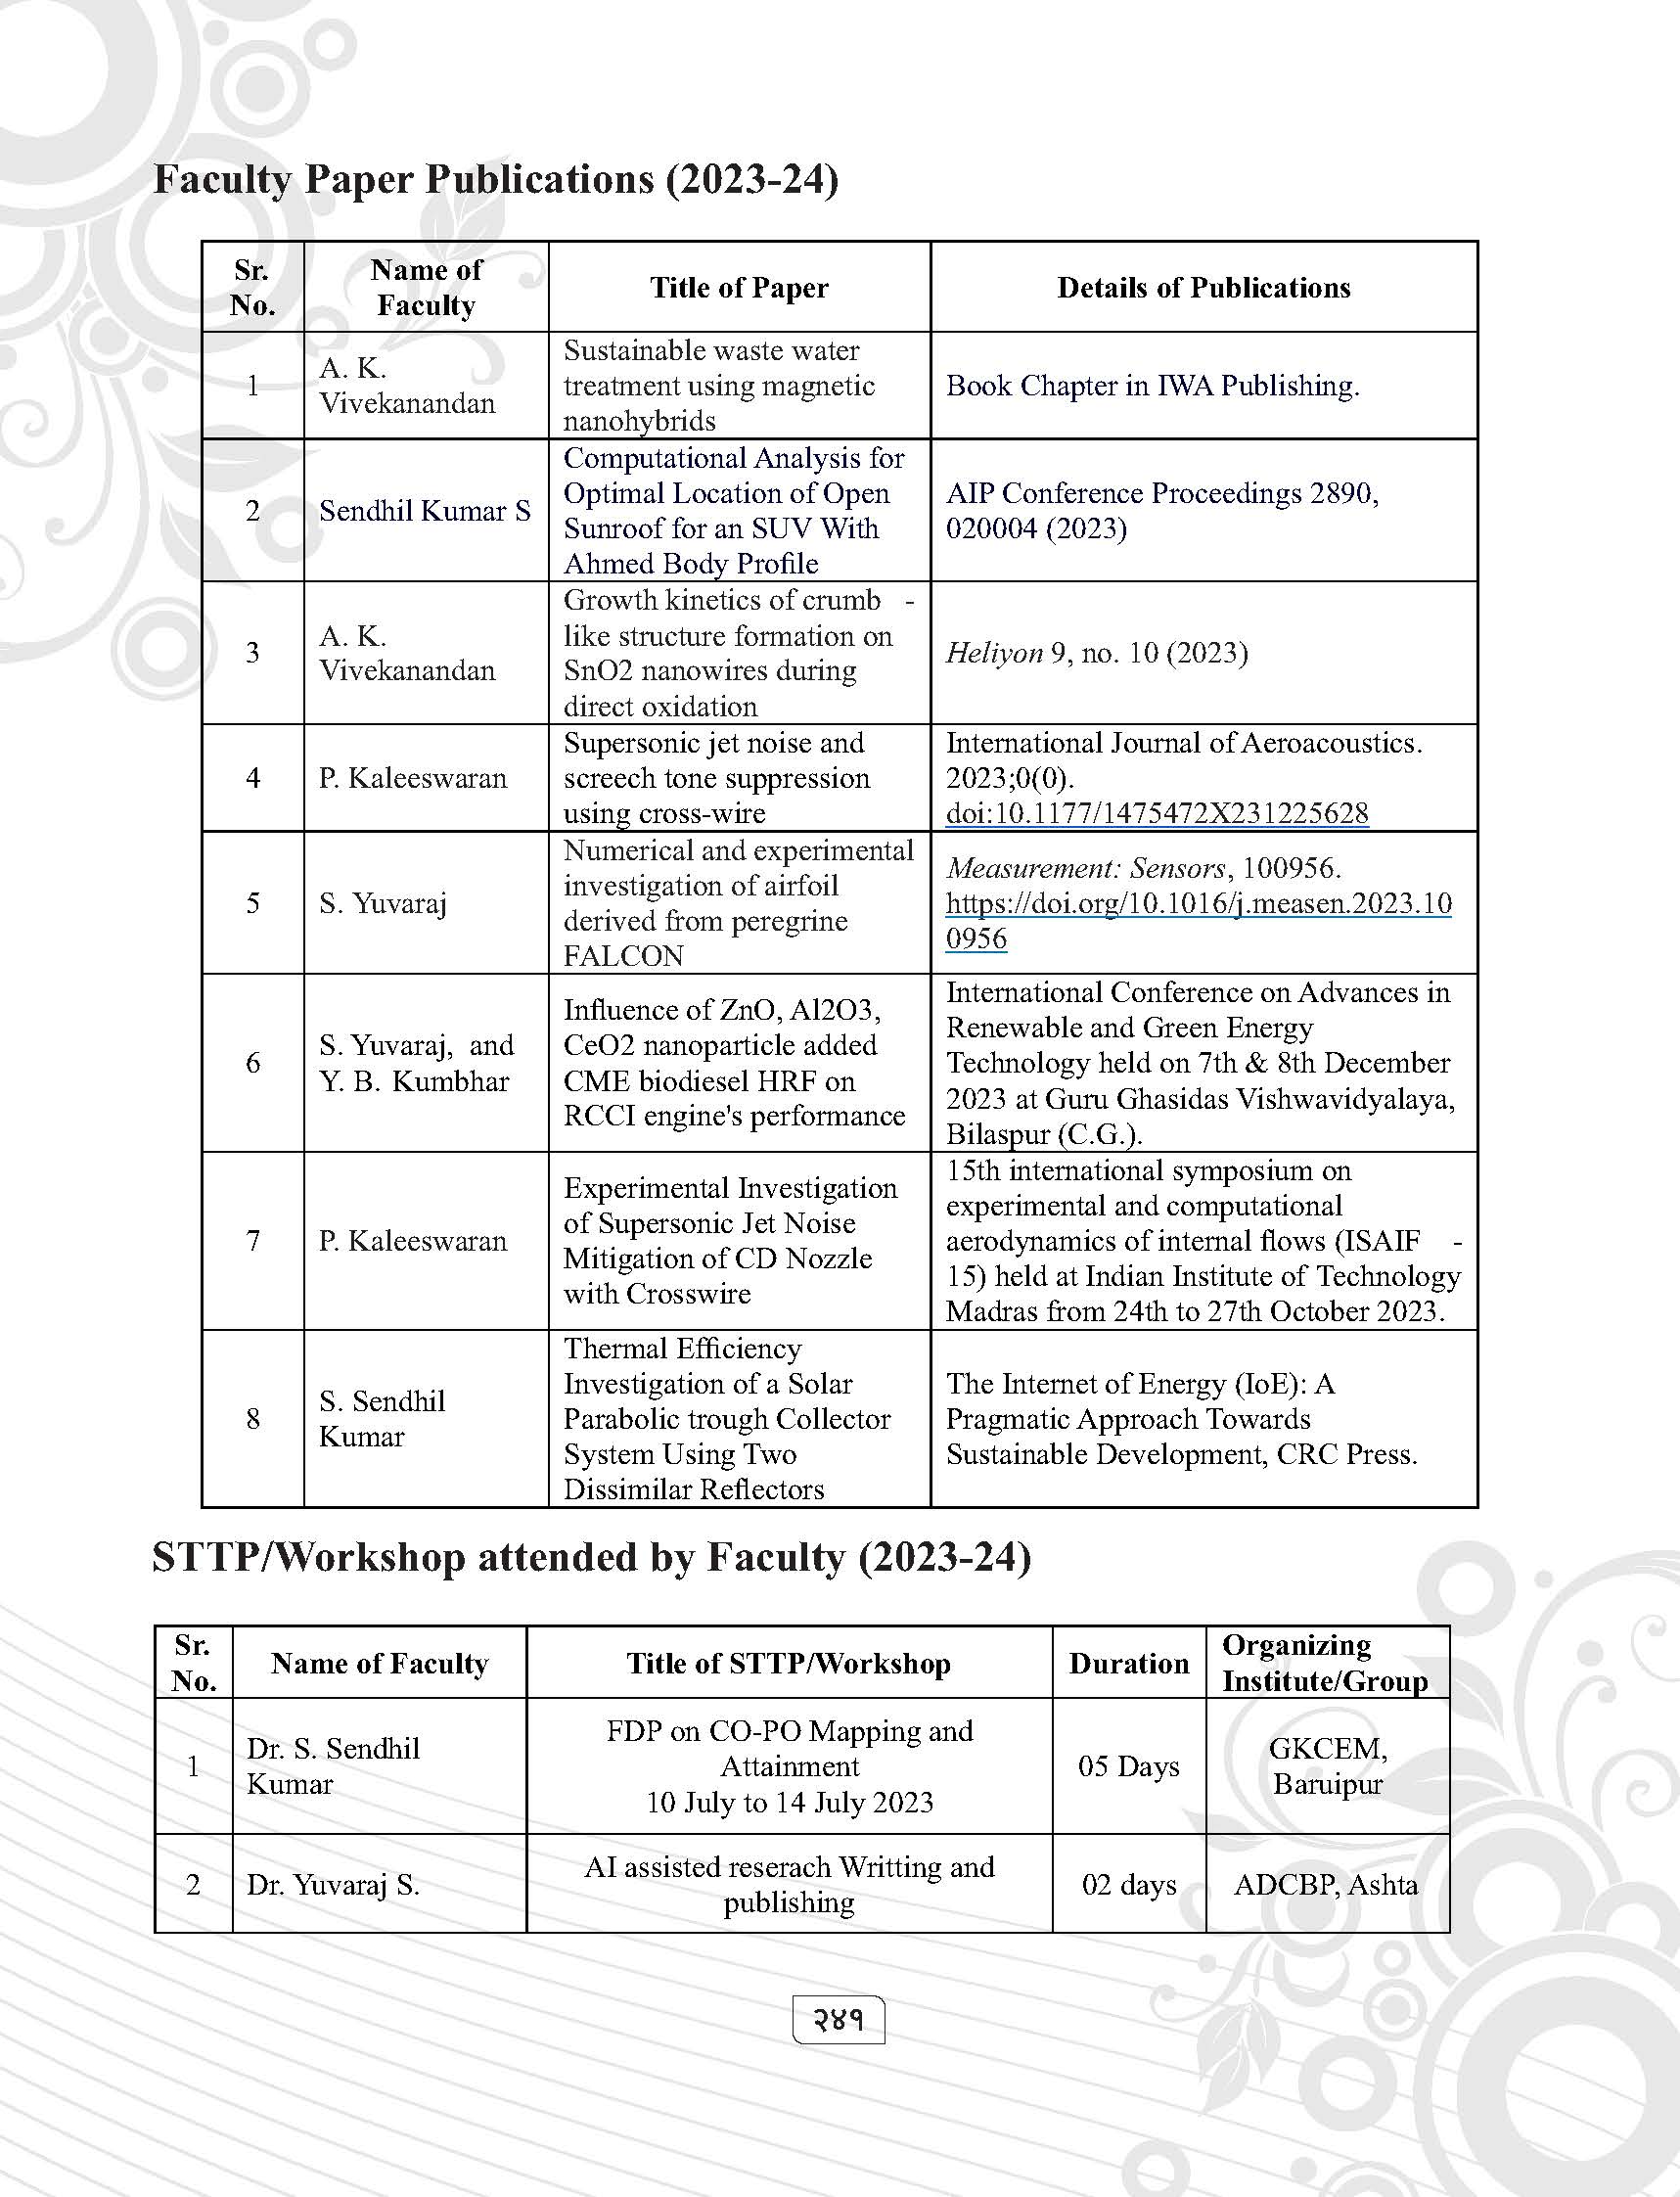 Faculty Paper Publications (2023-24)
Sr. No. Name of Faculty Title of Paper Details of Publications
1
A. K.
Vivekanandan
Sustainable waste water
treatment using magnetic
nanohybrids
Book Chapter in IWA Publishing.
2
Sendhil Kumar S
Computational Analysis for
Optimal Location of Open
Sunroof for an SUV With
Ahmed Body Profile
AIP Conference Proceedings 2890,
020004 (2023)
3
A. K.
Vivekanandan
Growth kinetics of crumb -
like structure formation on
SnO2 nanowires during
direct oxidation
Heliyon 9, no. 10 (2023)
4
P. Kaleeswaran
Supersonic jet noise and
screech tone suppression
using cross-wire
International Journal of Aeroacoustics.
2023;0(0).
doi:10.1177/1475472X231225628
5
S. Yuvaraj
Numerical and experimental
investigation of airfoil
derived from peregrine
FALCON
Measurement: Sensors, 100956.
https://doi.org/10.1016/j.measen.2023.10
0956
6
S. Yuvaraj, and
Y. B. Kumbhar
Influence of ZnO, Al2O3,
CeO2 nanoparticle added
CME biodiesel HRF on
RCCI engine's performance
International Conference on Advances in
Renewable and Green Energy
Technology held on 7th & 8th December
2023 at Guru Ghasidas Vishwavidyalaya,
Bilaspur (C.G.).
7
P. Kaleeswaran
Experimental Investigation
of Supersonic Jet Noise
Mitigation of CD Nozzle
with Crosswire
15th international symposium on
experimental and computational
aerodynamics of internal flows (ISAIF -
15) held at Indian Institute of Technology
Madras from 24th to 27th October 2023.
8
S. Sendhil
Kumar
Thermal Efficiency
Investigation of a Solar
Parabolic trough Collector
System Using Two
Dissimilar Reflectors
The Internet of Energy (IoE): A
Pragmatic Approach Towards
Sustainable Development, CRC Press.
STTP/Workshop attended by Faculty (2023-24)
Sr.
No.
Name of Faculty
Title of STTP/Workshop
Duration
Organizing
Institute/Group
1
Dr. S. Sendhil
Kumar
FDP on CO-PO Mapping and
Attainment
10 July to 14 July 2023
05 Days
GKCEM,
Baruipur
2
Dr. Yuvaraj S.
AI assisted reserach Writting and
publishing
02 days
ADCBP, Ashta
२४१